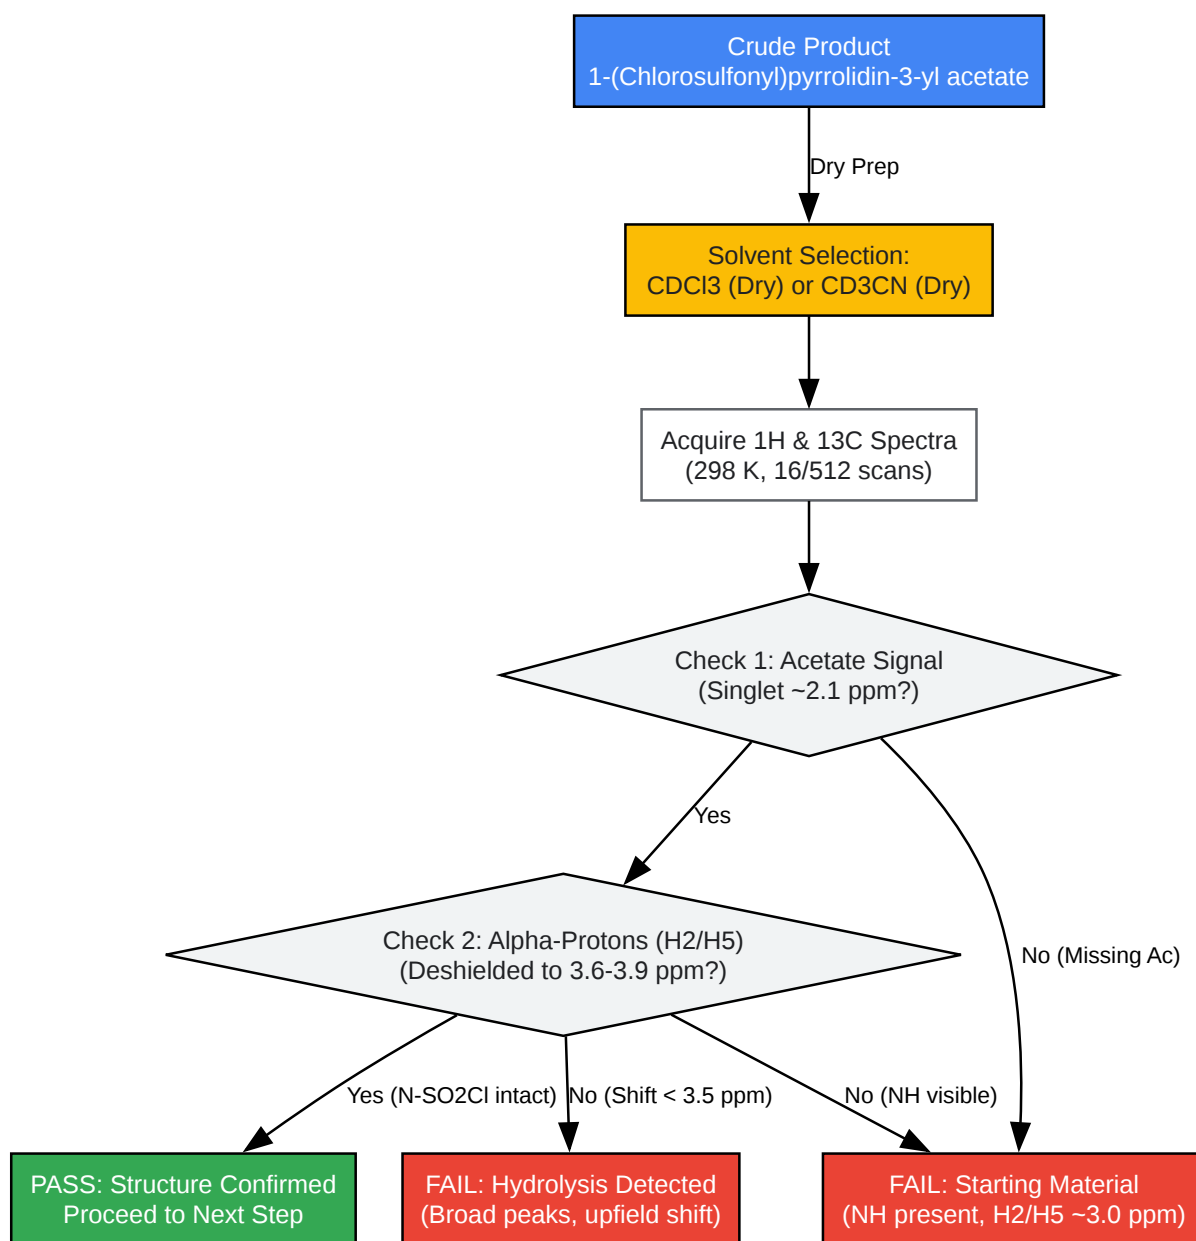 Crude Product
1-(Chlorosulfonyl)pyrrolidin-3-yl acetate
Dry Prep
Solvent Selection:
CDCl3 (Dry) or CD3CN (Dry)
Acquire 1H & 13C Spectra
(298 K, 16/512 scans)
Check 1: Acetate Signal
(Singlet ~2.1 ppm?)
Yes
Check 2: Alpha-Protons (H2/H5)
(Deshielded to 3.6-3.9 ppm?)
No (Missing Ac)
Yes (N-SO2Cl intact)
No (Shift < 3.5 ppm)
No (NH visible)
PASS: Structure Confirmed
Proceed to Next Step
FAIL: Hydrolysis Detected
(Broad peaks, upfield shift)
FAIL: Starting Material
(NH present, H2/H5 ~3.0 ppm)